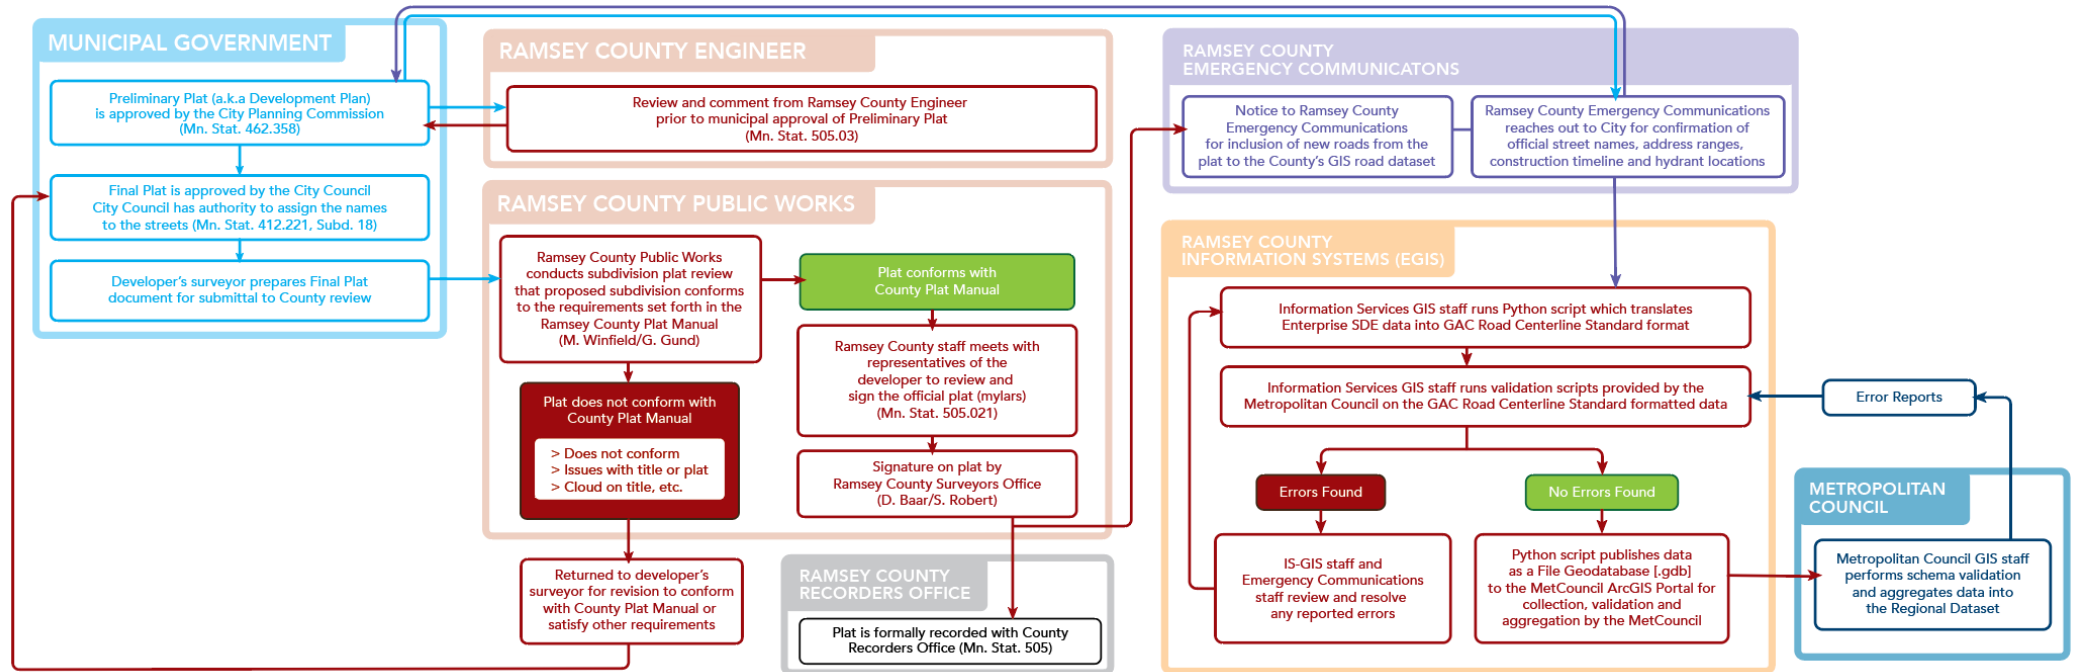 MUNICIPAL GOVERNMENT
Preliminary Plat (a.k.a Development Plan)
is approved by the City Planning Commission
(Mn. Stat. 462.358)
Final Plat is approved by the City Council
City Council has authority to assign the names
to the streets (Mn. Stat. 412.221, Subd. 18)
Developer's surveyor prepares Final Plat
document for submittal to County review
RAMSEY COUNTY ENGINEER
Review and comment from Ramsey County Engineer
prior to municipal approval of Preliminary Plat
(Mn. Stat. 505.03)
RAMSEY COUNTY PUBLIC WORKS
Ramsey County Public Works
conducts subdivision plat review
that proposed subdivision conforms
to the requirements set forth in the
Ramsey County Plat Manual
(M. Winfield/G. Gund)
Plat does not conform with
County Plat Manual
> Does not conform
> Issues with title or plat
> Cloud on title, etc.
Returned to developer's
surveyor for revision to conform
with County Plat Manual or
satisfy other requirements
Plat conforms with
County Plat Manual
Ramsey County staff meets with
representatives of the
developer to review and
sign the official plat (mylars)
(Mn. Stat. 505.021)
Signature on plat by
Ramsey County Surveyors Office
(D. Baar/S. Robert)
RAMSEY COUNTY
RECORDERS OFFICE
Plat is formally recorded with County
Recorders Office (Mn. Stat. 505)
RAMSEY COUNTY
EMERGENCY COMMUNICATONS
Notice to Ramsey County
Emergency Communications
for inclusion of new roads from the
plat to the County's GIS road dataset
Ramsey County Emergency Communications
reaches out to City for confirmation of
official street names, address ranges,
construction timeline and hydrant locations
RAMSEY COUNTY
INFORMATION SYSTEMS (EGIS)
Information Services GIS staff runs Python script which translates
Enterprise SDE data into GAC Road Centerline Standard format
Information Services GIS staff runs validation scripts provided by the
Metropolitan Council on the GAC Road Centerline Standard formatted data
Errors Found
IS-GIS staff and
Emergency Communications
staff review and resolve
any reported errors
No Errors Found
Python script publishes data
as a File Geodatabase [.gdb]
to the MetCouncil ArcGIS Portal for
collection, validation and
aggregation by the MetCouncil
Error Reports
METROPOLITAN
COUNCIL
Metropolitan Council GIS staff
performs schema validation
and aggregates data into
the Regional Dataset